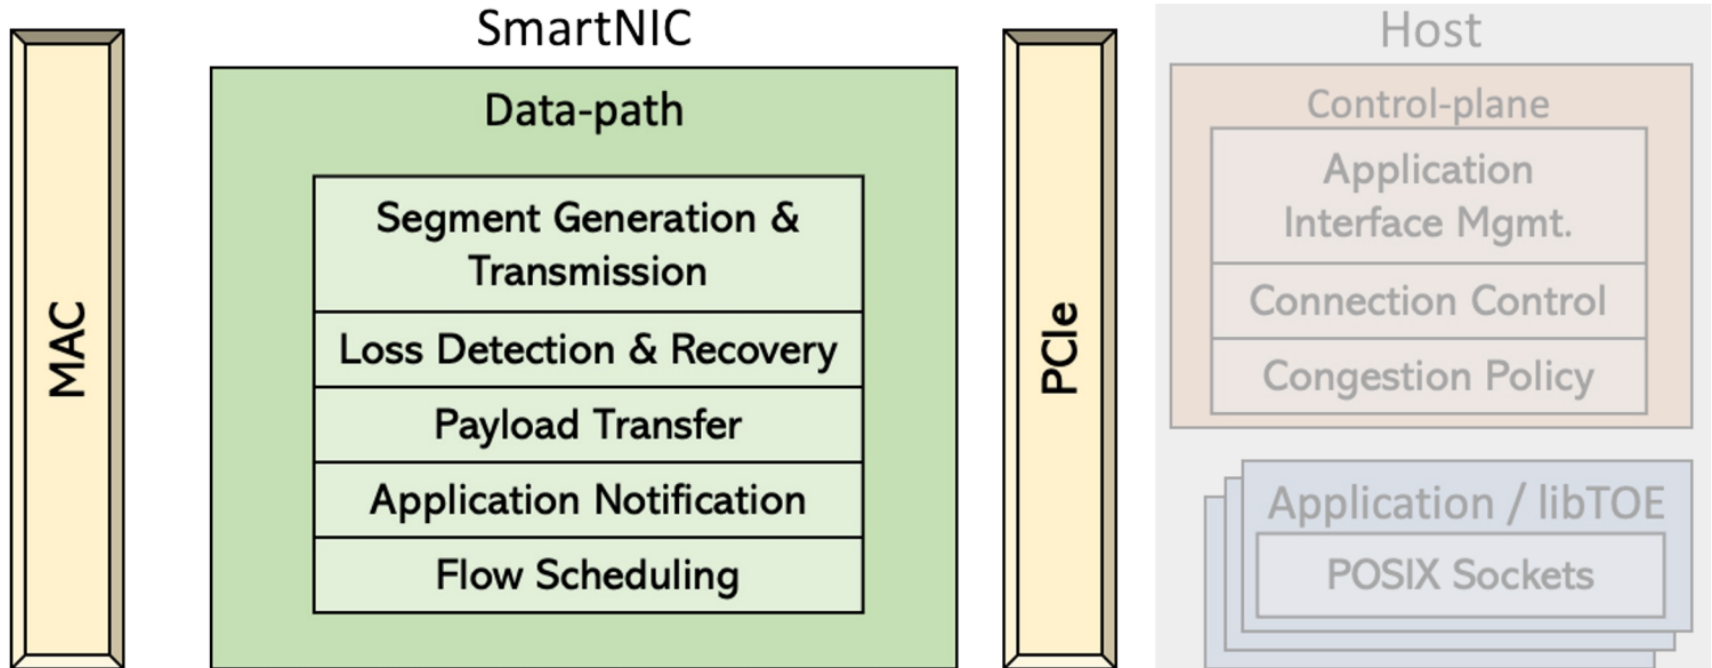 SmartNIC
Host
MAC
Data-path
Segment Generation &
Transmission
Loss Detection & Recovery
Payload Transfer
Application Notification
Flow Scheduling
PCIe
Control-plane
Application
Interface Mgmt.
Connection Control
Congestion Policy
Application / libTOE
POSIX Sockets